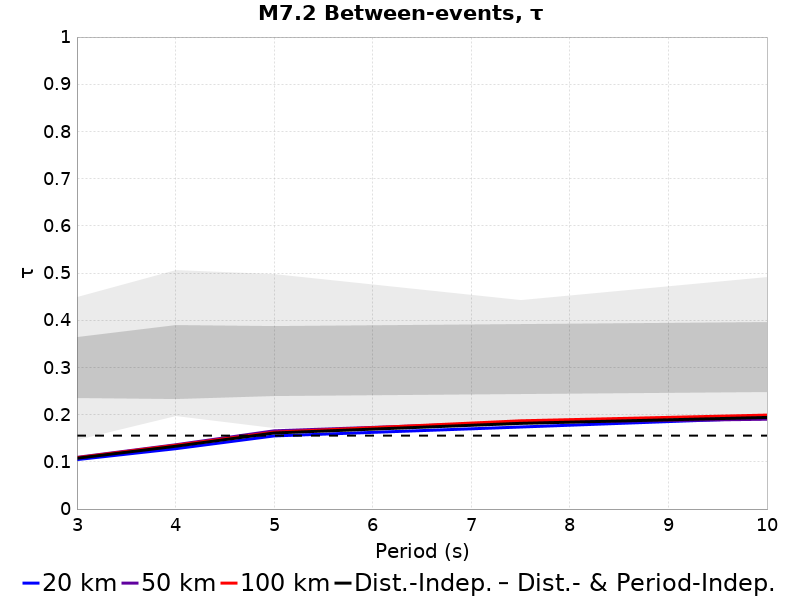 M7.2 Between-events, τ
1
0.9
0.8
0.7
0.6
0.5
0.4
0.3
0.2
0.1
0
τ
3 4 5 6 7 8 9 10
Period (s)
20 km 50 km 100 km Dist.-Indep. Dist.- & Period-Indep.